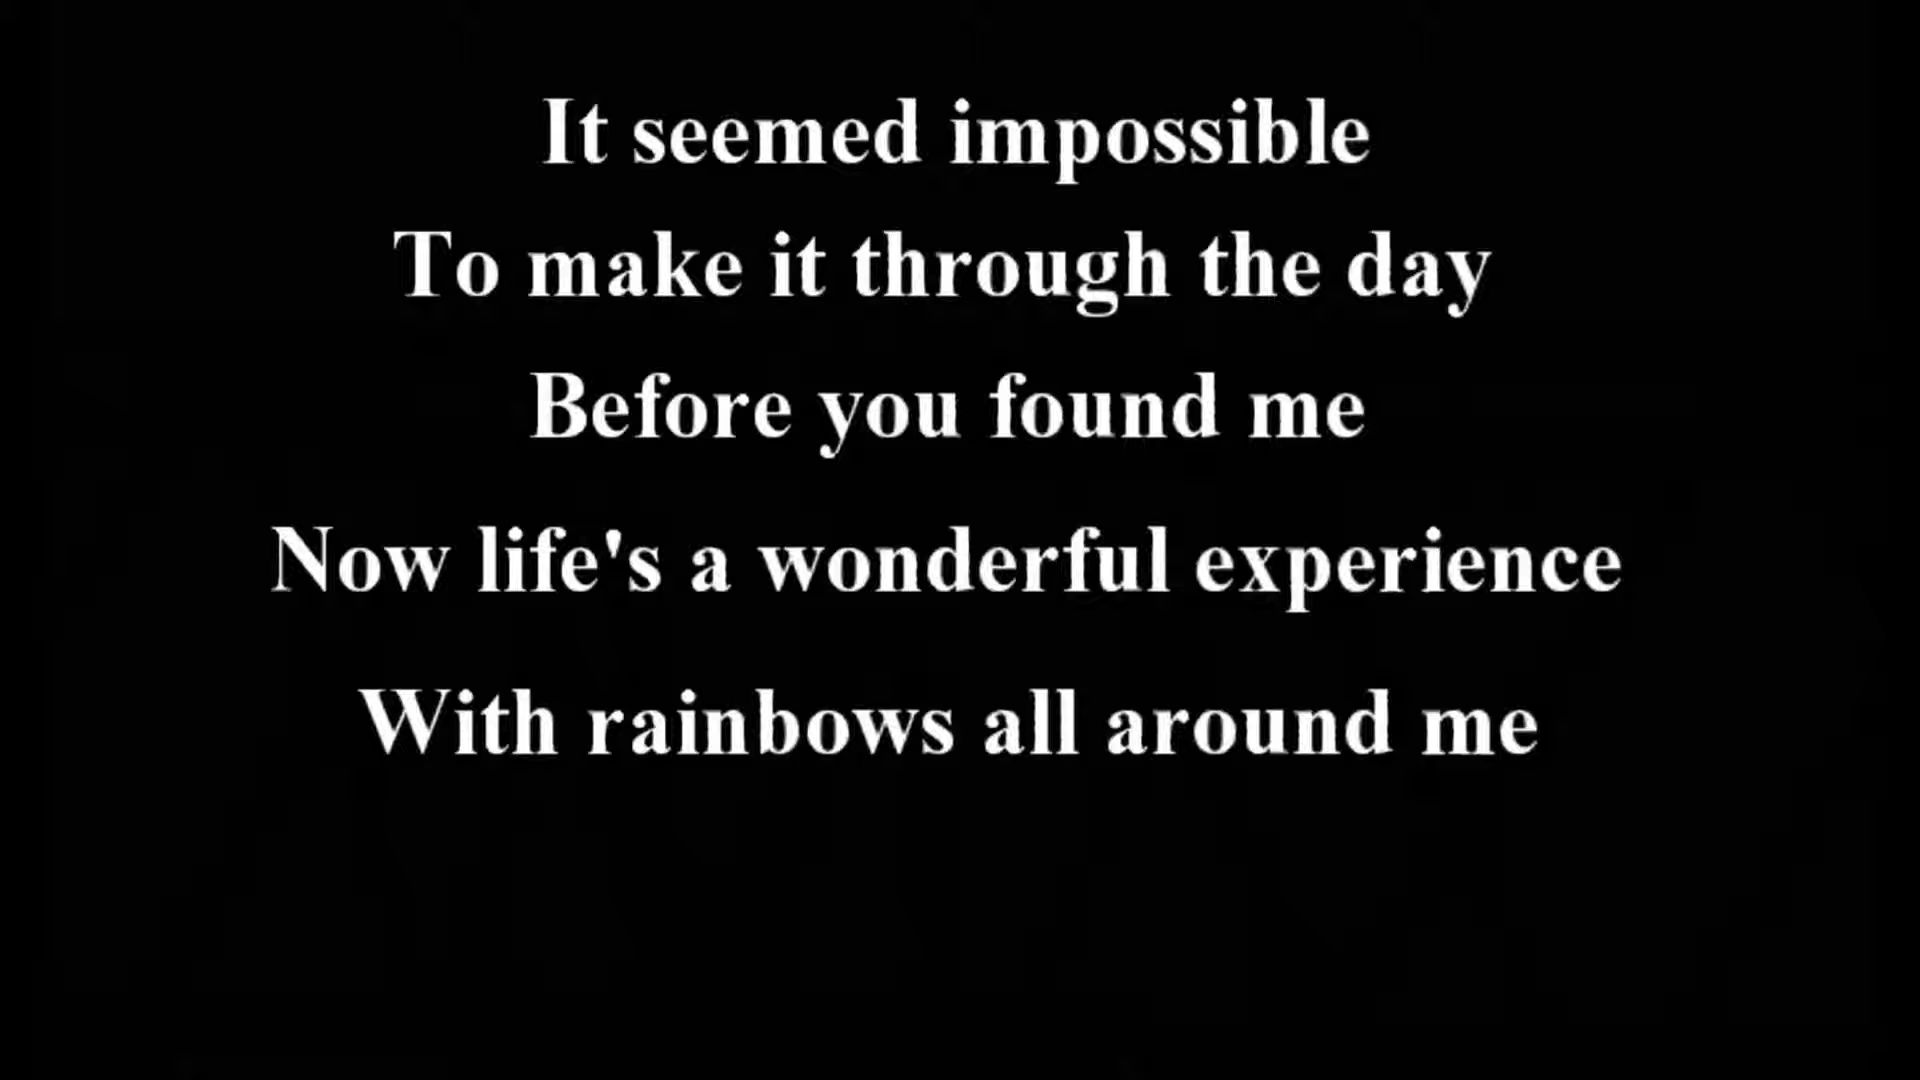 It seemed impossible
To make it through the day
Before you found me
Now life's a wonderful experience
With rainbows all around me